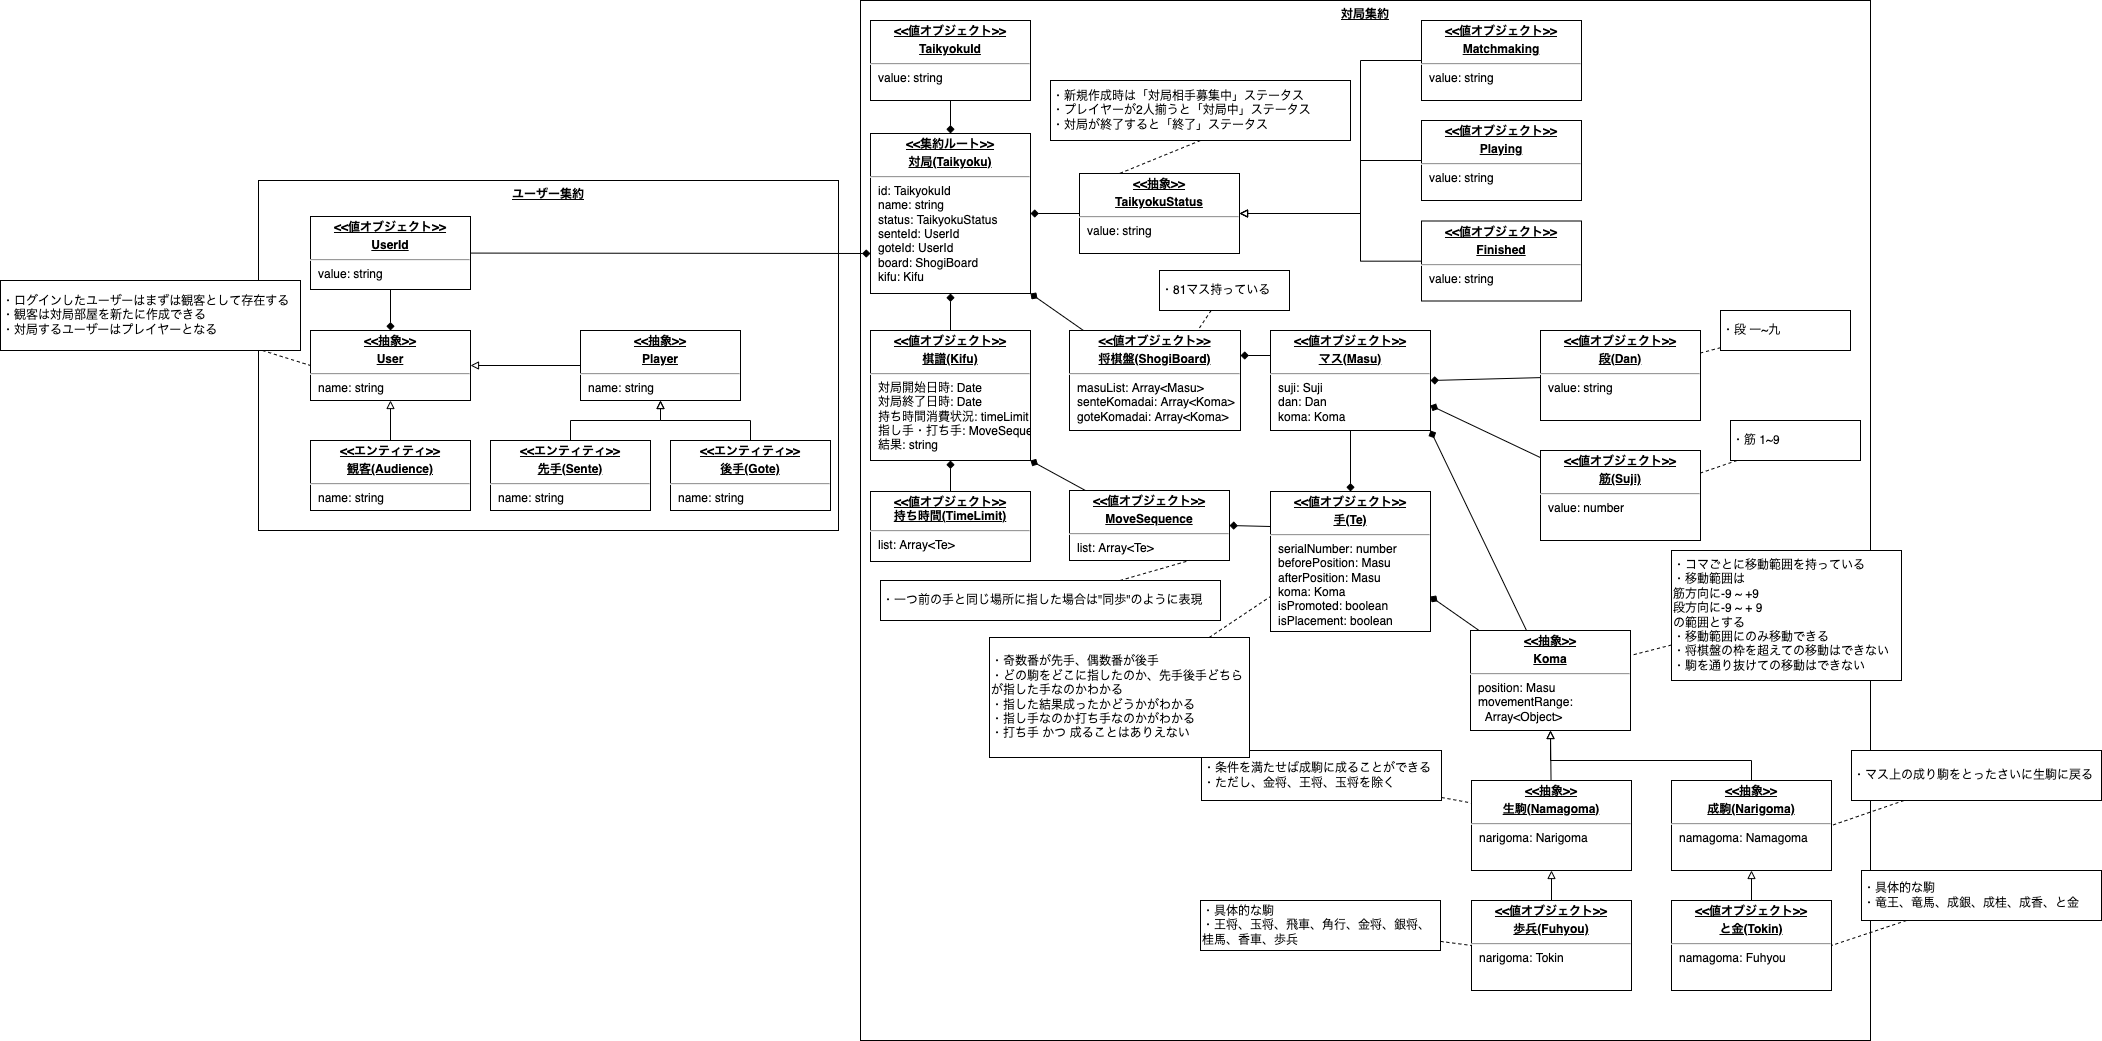 ユーザー集約
<<値オブジェクト>>
UserId
value: string
・ログインしたユーザーはまずは観客として存在する
・観客は対局部屋を新たに作成できる
・対局するユーザーはプレイヤーとなる
<<抽象>>
User
name: string
<<抽象>>
Player
name: string
<<エンティティ>>
観客(Audience)
name: string
<<エンティティ>>
先手(Sente)
name: string
<<エンティティ>>
後手(Gote)
name: string
対局集約
<<値オブジェクト>>
TaikyokuId
value: string
<<集約ルート>>
対局(Taikyoku)
id: TaikyokuId
name: string
status: TaikyokuStatus
senteId: UserId
goteId: UserId
board: ShogiBoard
kifu: Kifu
・新規作成時は「対局相手募集中」ステータス
・プレイヤーが2人揃うと「対局中」ステータス
・対局が終了すると「終了」ステータス
<<抽象>>
TaikyokuStatus
value: string
<<値オブジェクト>>
Matchmaking
value: string
<<値オブジェクト>>
Playing
value: string
<<値オブジェクト>>
Finished
value: string
・81マス持っている
<<値オブジェクト>>
棋譜(Kifu)
対局開始日時: Date
対局終了日時: Date
持ち時間消費状況: timeLimit
指し手・打ち手: MoveSeque
結果: string
<<値オブジェクト>>
将棋盤(ShogiBoard)
masuList: Array<Masu>
senteKomadai: Array<Koma>
goteKomadai: Array<Koma>
<<値オブジェクト>>
マス(Masu)
suji: Suji
dan: Dan
koma: Koma
<<値オブジェクト>>
段(Dan)
value: string
・段 一~九
・筋 1~9
<<値オブジェクト>>
筋(Suji)
value: number
<<値オブジェクト>>
持ち時間(TimeLimit)
list: Array<Te>
<<値オブジェクト>>
MoveSequence
list: Array<Te>
・一つ前の手と同じ場所に指した場合は"同歩"のように表現
<<値オブジェクト>>
手(Te)
serialNumber: number
beforePosition: Masu
afterPosition: Masu
koma: Koma
isPromoted: boolean
isPlacement: boolean
・奇数番が先手、偶数番が後手
・どの駒をどこに指したのか、先手後手どちら
が指した手なのかわかる
・指した結果成ったかどうかがわかる
・指し手なのか打ち手なのかがわかる
・打ち手 かつ 成ることはありえない
<<抽象>>
Koma
position: Masu
movementRange:
Array<Object>
・コマごとに移動範囲を持っている
・移動範囲は
筋方向に-9 ~ +9
段方向に-9 ~ + 9
の範囲とする
・移動範囲にのみ移動できる
・将棋盤の枠を超えての移動はできない
・駒を通り抜けての移動はできない
・条件を満たせば成駒に成ることができる
・ただし、金将、王将、玉将を除く
<<抽象>>
生駒(Namagoma)
narigoma: Narigoma
<<抽象>>
成駒(Narigoma)
namagoma: Namagoma
・マス上の成り駒をとったさいに生駒に戻る
・具体的な駒
・王将、玉将、飛車、角行、金将、銀将、
桂馬、香車、歩兵
<<値オブジェクト>>
歩兵(Fuhyou)
narigoma: Tokin
<<値オブジェクト>>
と金(Tokin)
namagoma: Fuhyou
・具体的な駒
・竜王、竜馬、成銀、成桂、成香、と金